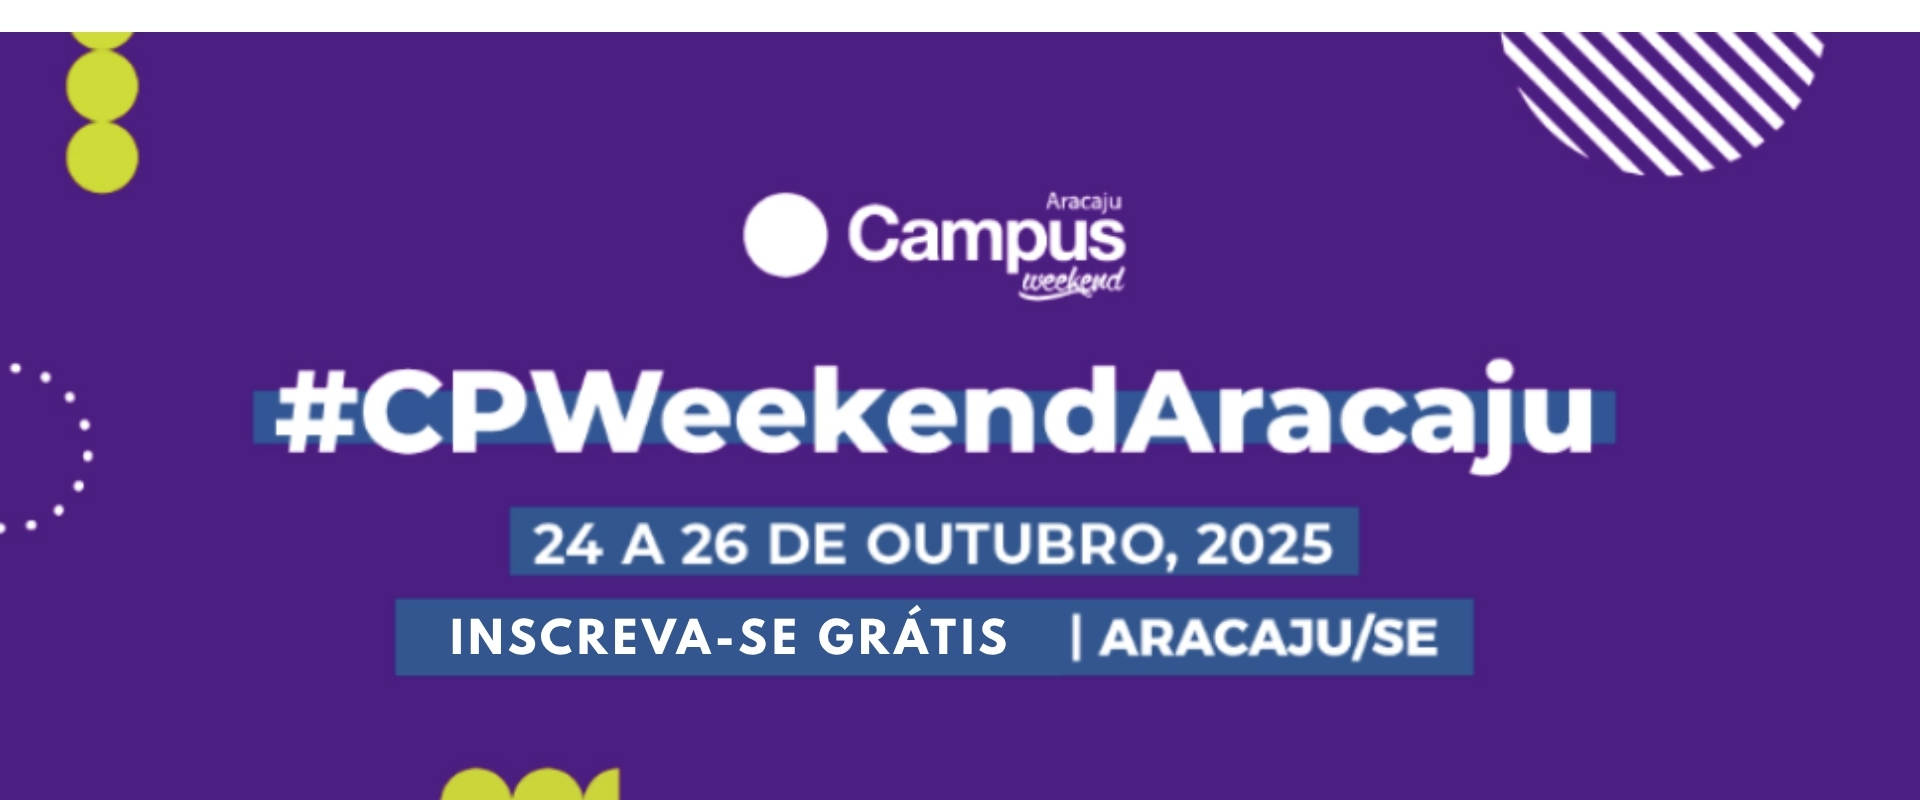 Aracaju
Campus
weekend
#CPWeekendAracaju
24 A 26 DE OUTUBRO, 2025
INSCREVA-SE GRÁTIS | ARACAJU/SE